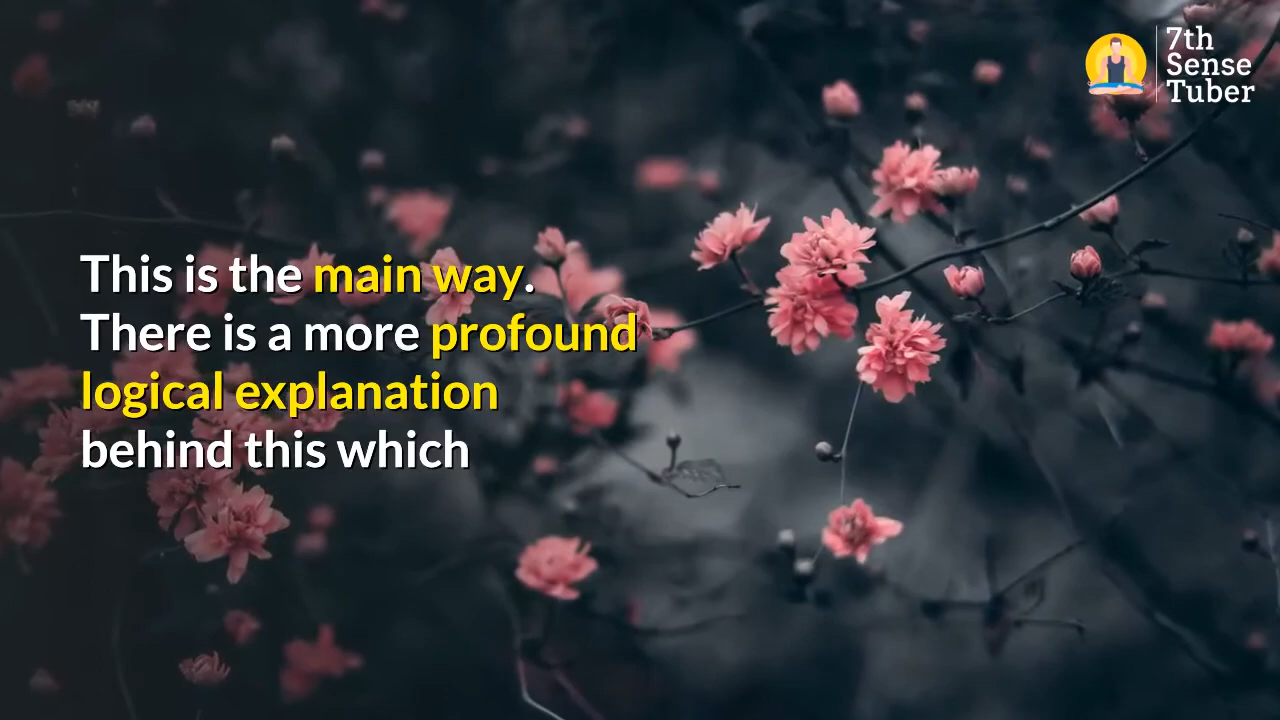 7th
Sense
Tuber
This is the main way.
There is a more profound
logical explanation
behind this which